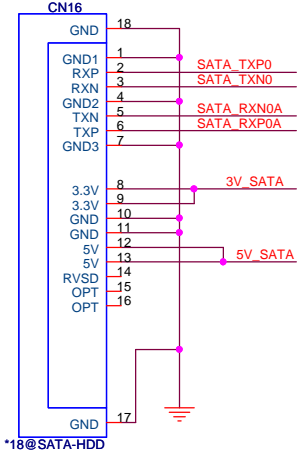 CN16
GND 18
GND1 1
RXP 2 SATA_TXP0
RXN 3 SATA_TXN0
GND2 4
TXN 5 SATA_RXN0A
TXP 6 SATA_RXP0A
GND3 7
3.3V 8 3V_SATA
3.3V 9
GND 10
GND 11
5V 12
5V 13 5V_SATA
RVSD 14
OPT 15
OPT 16
GND 17
*18@SATA-HDD